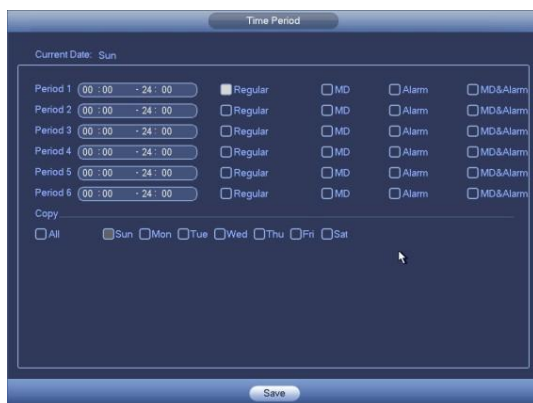 Time Period
Current Date: Sun
Period 1 00 : 00 - 24 : 00 Regular MD Alarm MD&Alarm
Period 2 00 : 00 - 24 : 00 Regular MD Alarm MD&Alarm
Period 3 00 : 00 - 24 : 00 Regular MD Alarm MD&Alarm
Period 4 00 : 00 - 24 : 00 Regular MD Alarm MD&Alarm
Period 5 00 : 00 - 24 : 00 Regular MD Alarm MD&Alarm
Period 6 00 : 00 - 24 : 00 Regular MD Alarm MD&Alarm
Copy
All Sun Mon Tue Wed Thu Fri Sat
Save